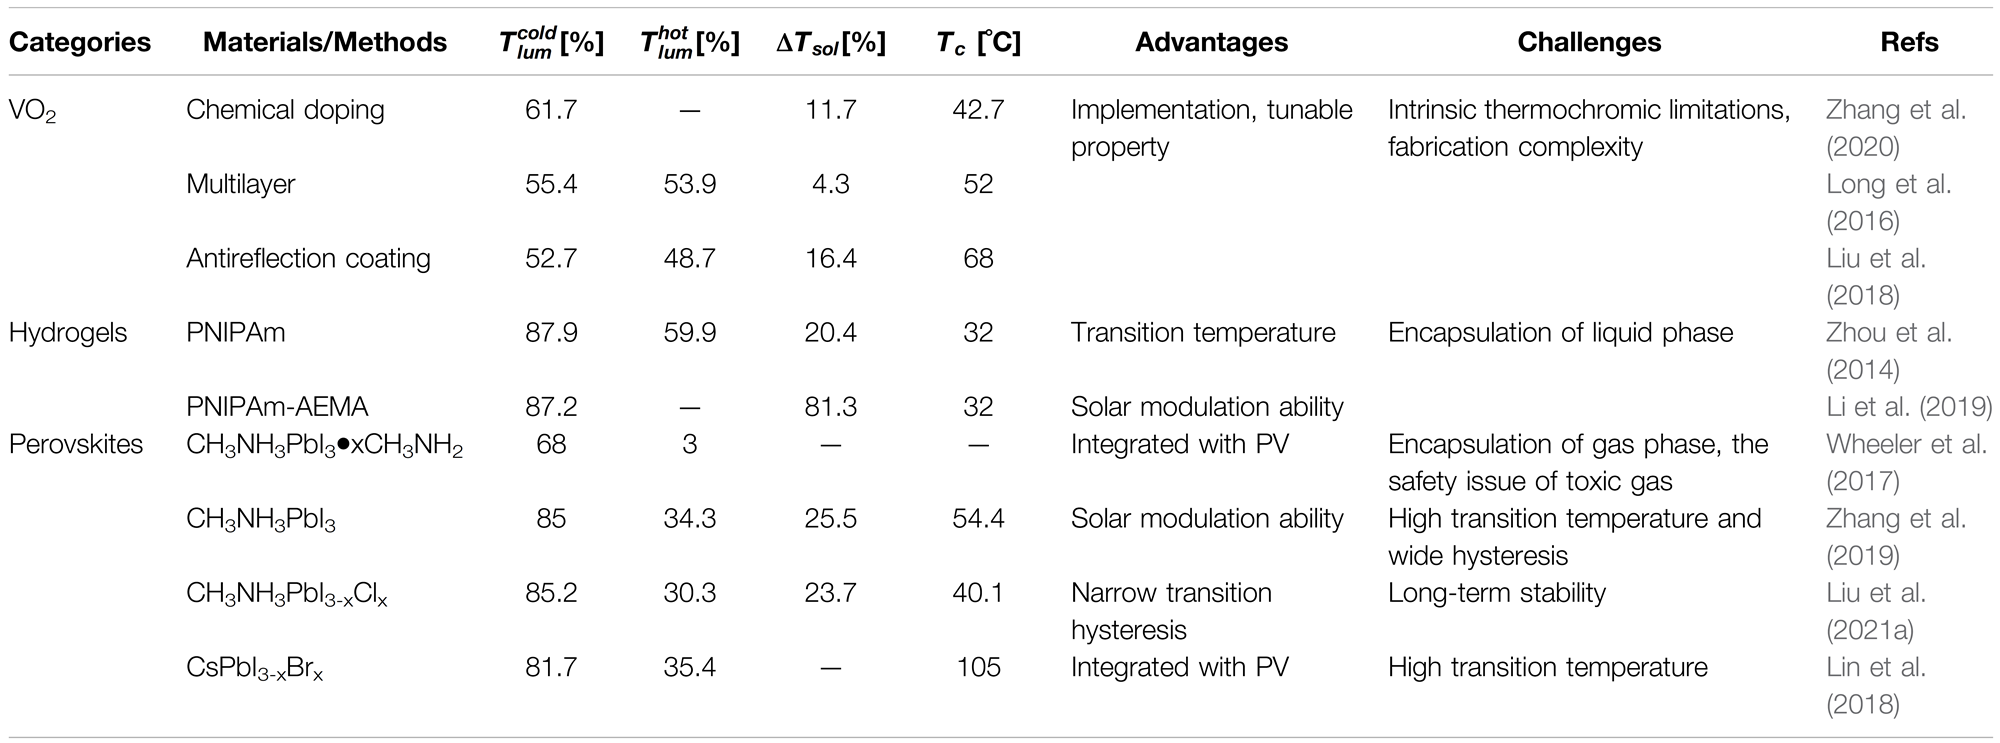 Categories Materials/Methods T_lum^cold [%] T_lum^hot [%] ΔT_sol [%] T_c [°C] Advantages Challenges Refs
VO₂ Chemical doping 61.7 — 11.7 42.7 Implementation, tunable Intrinsic thermochromic limitations, Zhang et al.
property fabrication complexity (2020)
Multilayer 55.4 53.9 4.3 52 Long et al.
(2016)
Antireflection coating 52.7 48.7 16.4 68 Liu et al.
(2018)
Hydrogels PNIPAm 87.9 59.9 20.4 32 Transition temperature Encapsulation of liquid phase Zhou et al.
(2014)
PNIPAm-AEMA 87.2 — 81.3 32 Solar modulation ability Li et al. (2019)
Perovskites CH₃NH₃PbI₃●xCH₃NH₂ 68 3 — — Integrated with PV Encapsulation of gas phase, the Wheeler et al.
safety issue of toxic gas (2017)
CH₃NH₃PbI₃ 85 34.3 25.5 54.4 Solar modulation ability High transition temperature and Zhang et al.
wide hysteresis (2019)
CH₃NH₃PbI₃₋ₓClₓ 85.2 30.3 23.7 40.1 Narrow transition Long-term stability Liu et al.
hysteresis (2021a)
CsPbI₃₋ₓBrₓ 81.7 35.4 — 105 Integrated with PV High transition temperature Lin et al.
(2018)